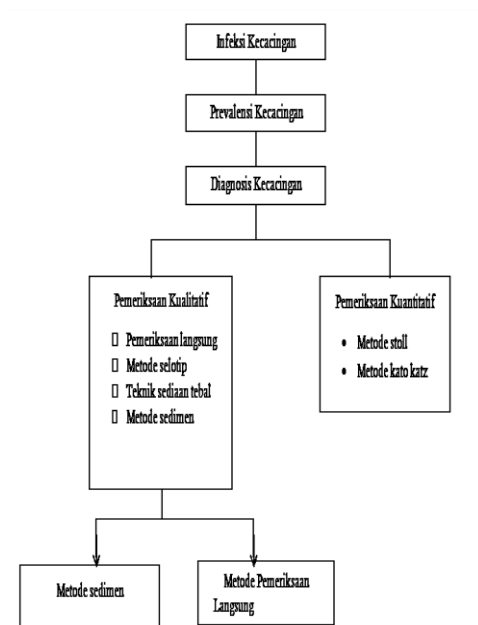 Infeksi Kecacingan
Prevalensi Kecacingan
Diagnosis Kecacingan
Pemeriksaan Kualitatif
Pemeriksaan langsung
Metode selotip
Teknik sediaan tebal
Metode sedimen
Pemeriksaan Kuantitatif
• Metode stoll
• Metode kato katz
Metode sedimen
Metode Pemeriksaan
Langsung